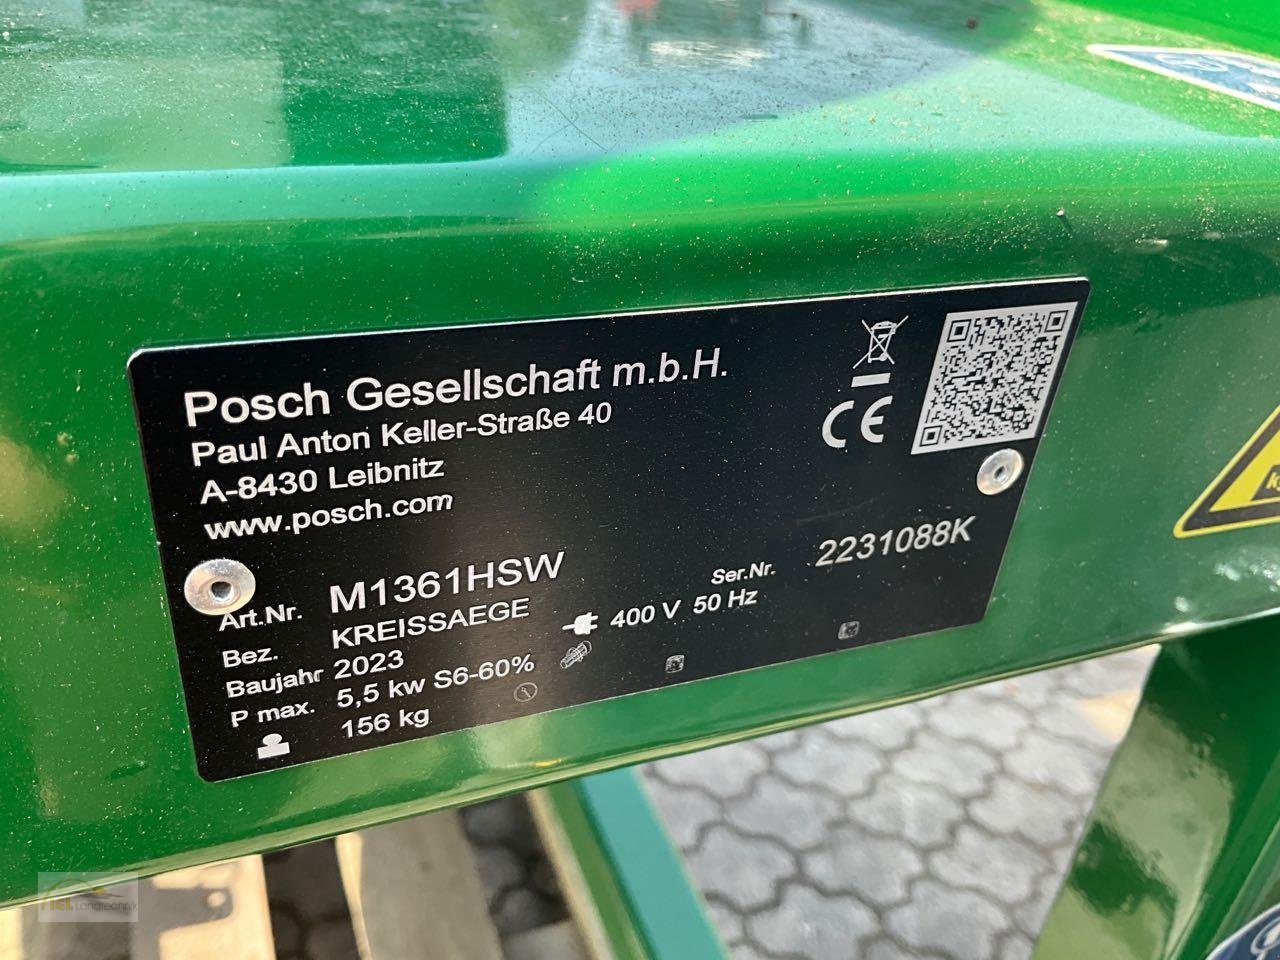 Posch Gesellschaft m.b.H.
Paul Anton Keller-Straße 40
A-8430 Leibnitz
www.posch.com
CE
Art.Nr. M1361HSW Ser.Nr. 2231088K
Bez. KREISSAEGE 400 V 50 Hz
Baujahr 2023
P max. 5,5 kw S6-60%
156 kg
Landtechnik